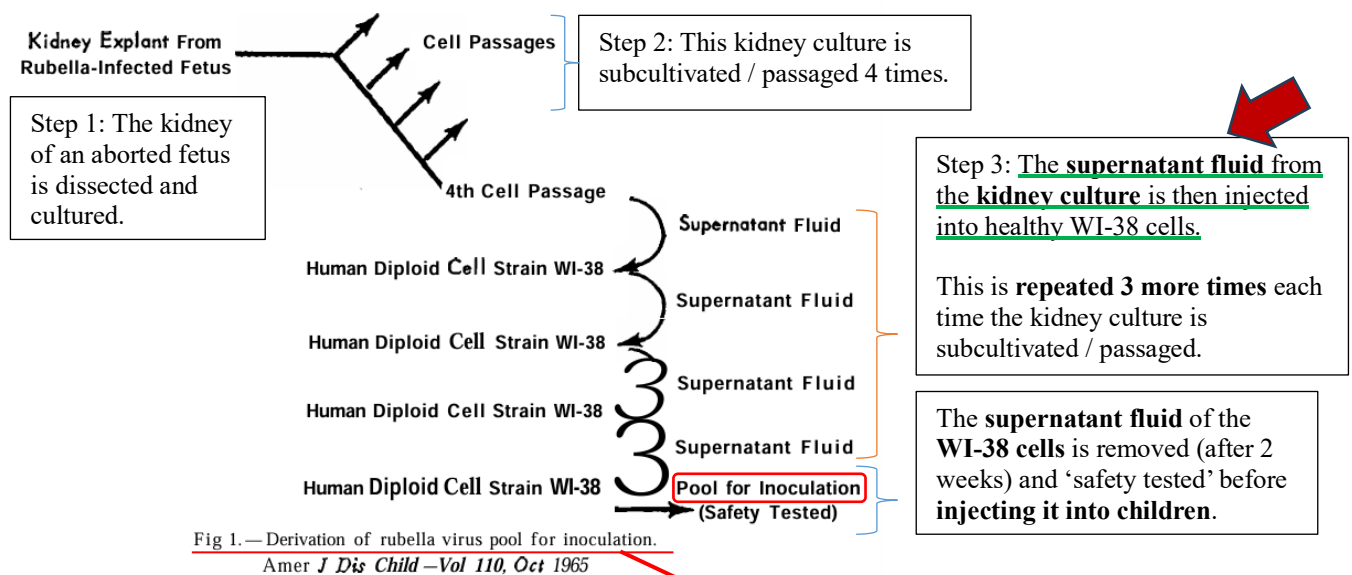 Kidney Explant From
Rubella-Infected Fetus
Cell Passages
Step 2: This kidney culture is
subcultivated / passaged 4 times.
Step 1: The kidney
of an aborted fetus
is dissected and
cultured.
4th Cell Passage
Supernatant Fluid
Human Diploid Cell Strain WI-38
Supernatant Fluid
Human Diploid Cell Strain WI-38
Supernatant Fluid
Human Diploid Cell Strain WI-38
Supernatant Fluid
Human Diploid Cell Strain WI-38
Pool for Inoculation
(Safety Tested)
Step 3: The supernatant fluid from
the kidney culture is then injected
into healthy WI-38 cells.
This is repeated 3 more times each
time the kidney culture is
subcultivated / passaged.
The supernatant fluid of the
WI-38 cells is removed (after 2
weeks) and ‘safety tested’ before
injecting it into children.
Fig 1.—Derivation of rubella virus pool for inoculation.
Amer J Dis Child—Vol 110, Oct 1965